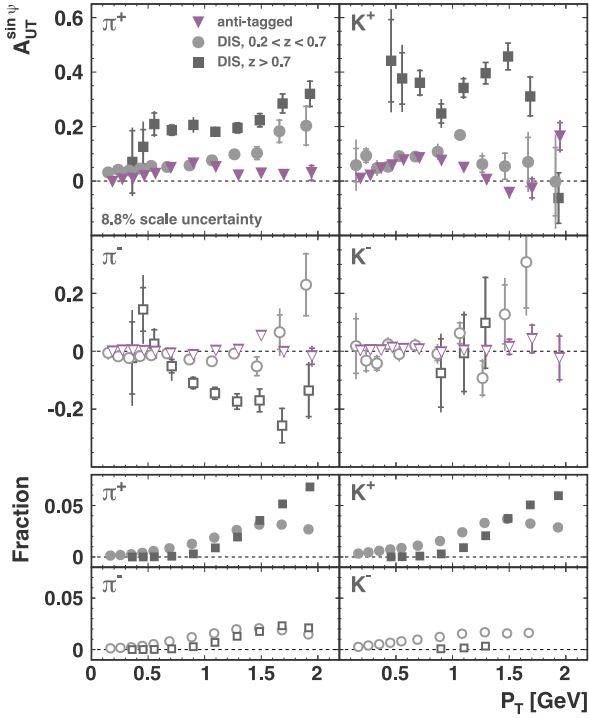 A_UT^sin ψ
π+
K+
anti-tagged
DIS, 0.2 < z < 0.7
DIS, z > 0.7
0.6
0.4
0.2
0
8.8% scale uncertainty
π-
K-
0.2
0
-0.2
Fraction
π+
K+
0.05
0
π-
K-
0.05
0
0 0.5 1 1.5 2
0.5 1 1.5 2
P_T [GeV]